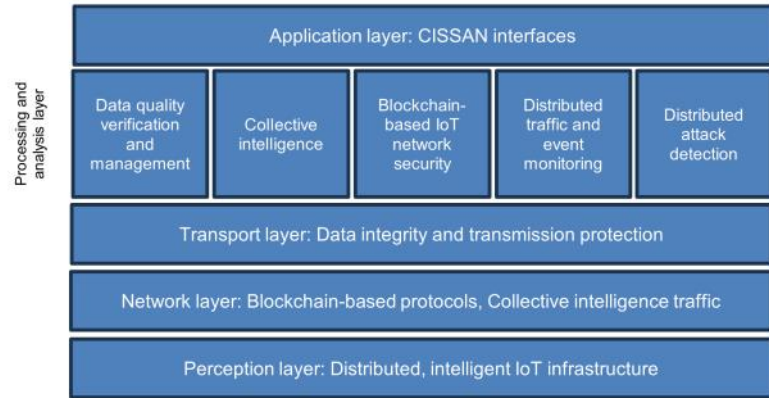 Application layer: CISSAN interfaces
Processing and
analysis layer
Data quality
verification
and
management
Collective
intelligence
Blockchain-
based IoT
network
security
Distributed
traffic and
event
monitoring
Distributed
attack
detection
Transport layer: Data integrity and transmission protection
Network layer: Blockchain-based protocols, Collective intelligence traffic
Perception layer: Distributed, intelligent IoT infrastructure